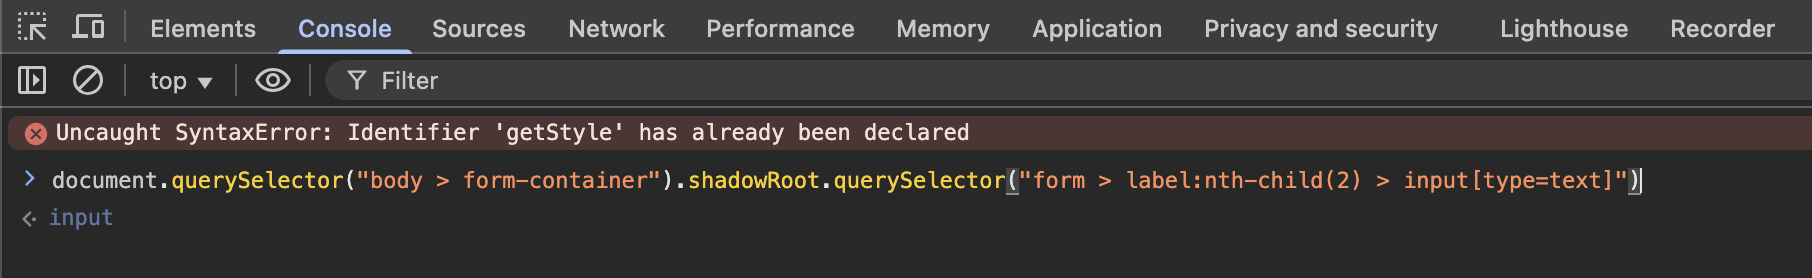 Elements Console Sources Network Performance Memory Application Privacy and security Lighthouse Recorder
top Filter
Uncaught SyntaxError: Identifier 'getStyle' has already been declared
document.querySelector("body > form-container").shadowRoot.querySelector("form > label:nth-child(2) > input[type=text]")
input